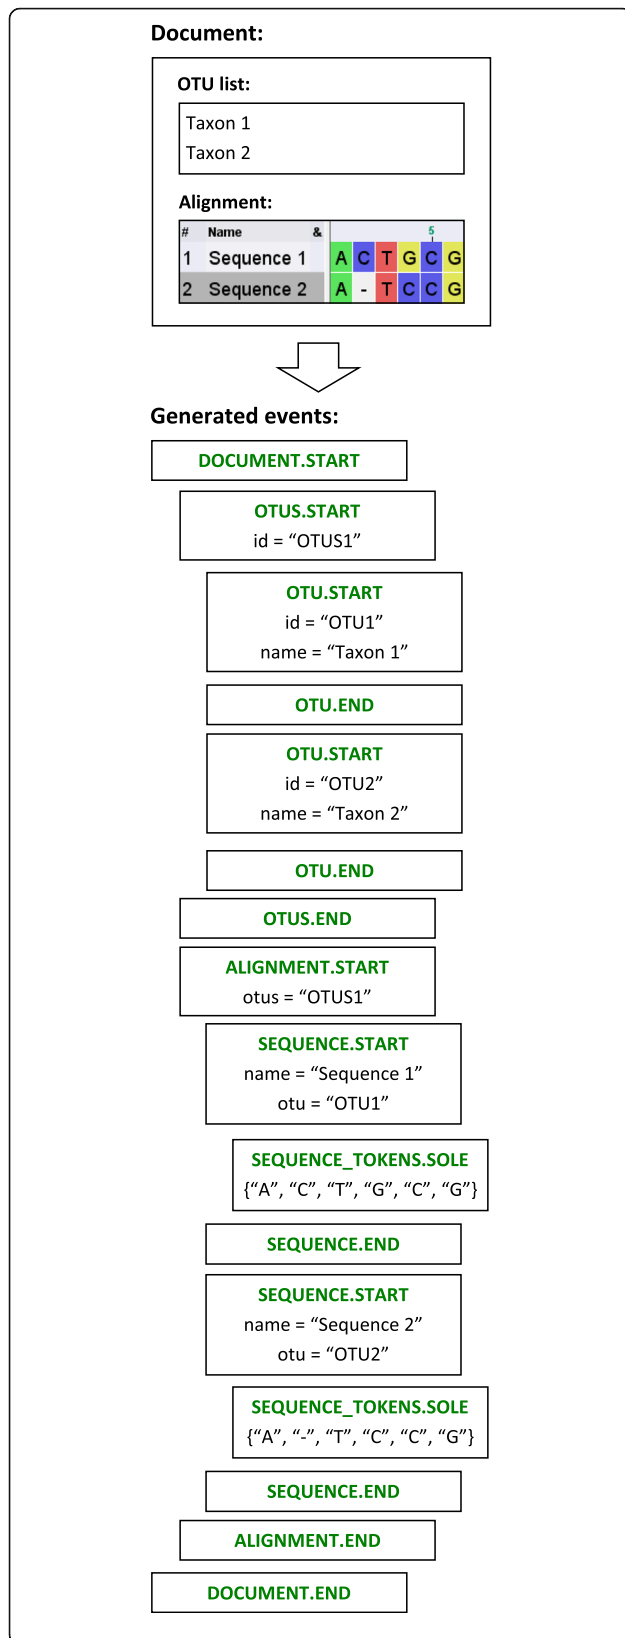 Document:
OTU list:
Taxon 1
Taxon 2
Alignment:
# Name & 5
1 Sequence 1 A C T G C G
2 Sequence 2 A - T C C G
Generated events:
DOCUMENT.START
OTUS.START
id = “OTUS1”
OTU.START
id = “OTU1”
name = “Taxon 1”
OTU.END
OTU.START
id = “OTU2”
name = “Taxon 2”
OTU.END
OTUS.END
ALIGNMENT.START
otus = “OTUS1”
SEQUENCE.START
name = “Sequence 1”
otu = “OTU1”
SEQUENCE_TOKENS.SOLE
{“A”, “C”, “T”, “G”, “C”, “G”}
SEQUENCE.END
SEQUENCE.START
name = “Sequence 2”
otu = “OTU2”
SEQUENCE_TOKENS.SOLE
{“A”, “-”, “T”, “C”, “C”, “G”}
SEQUENCE.END
ALIGNMENT.END
DOCUMENT.END